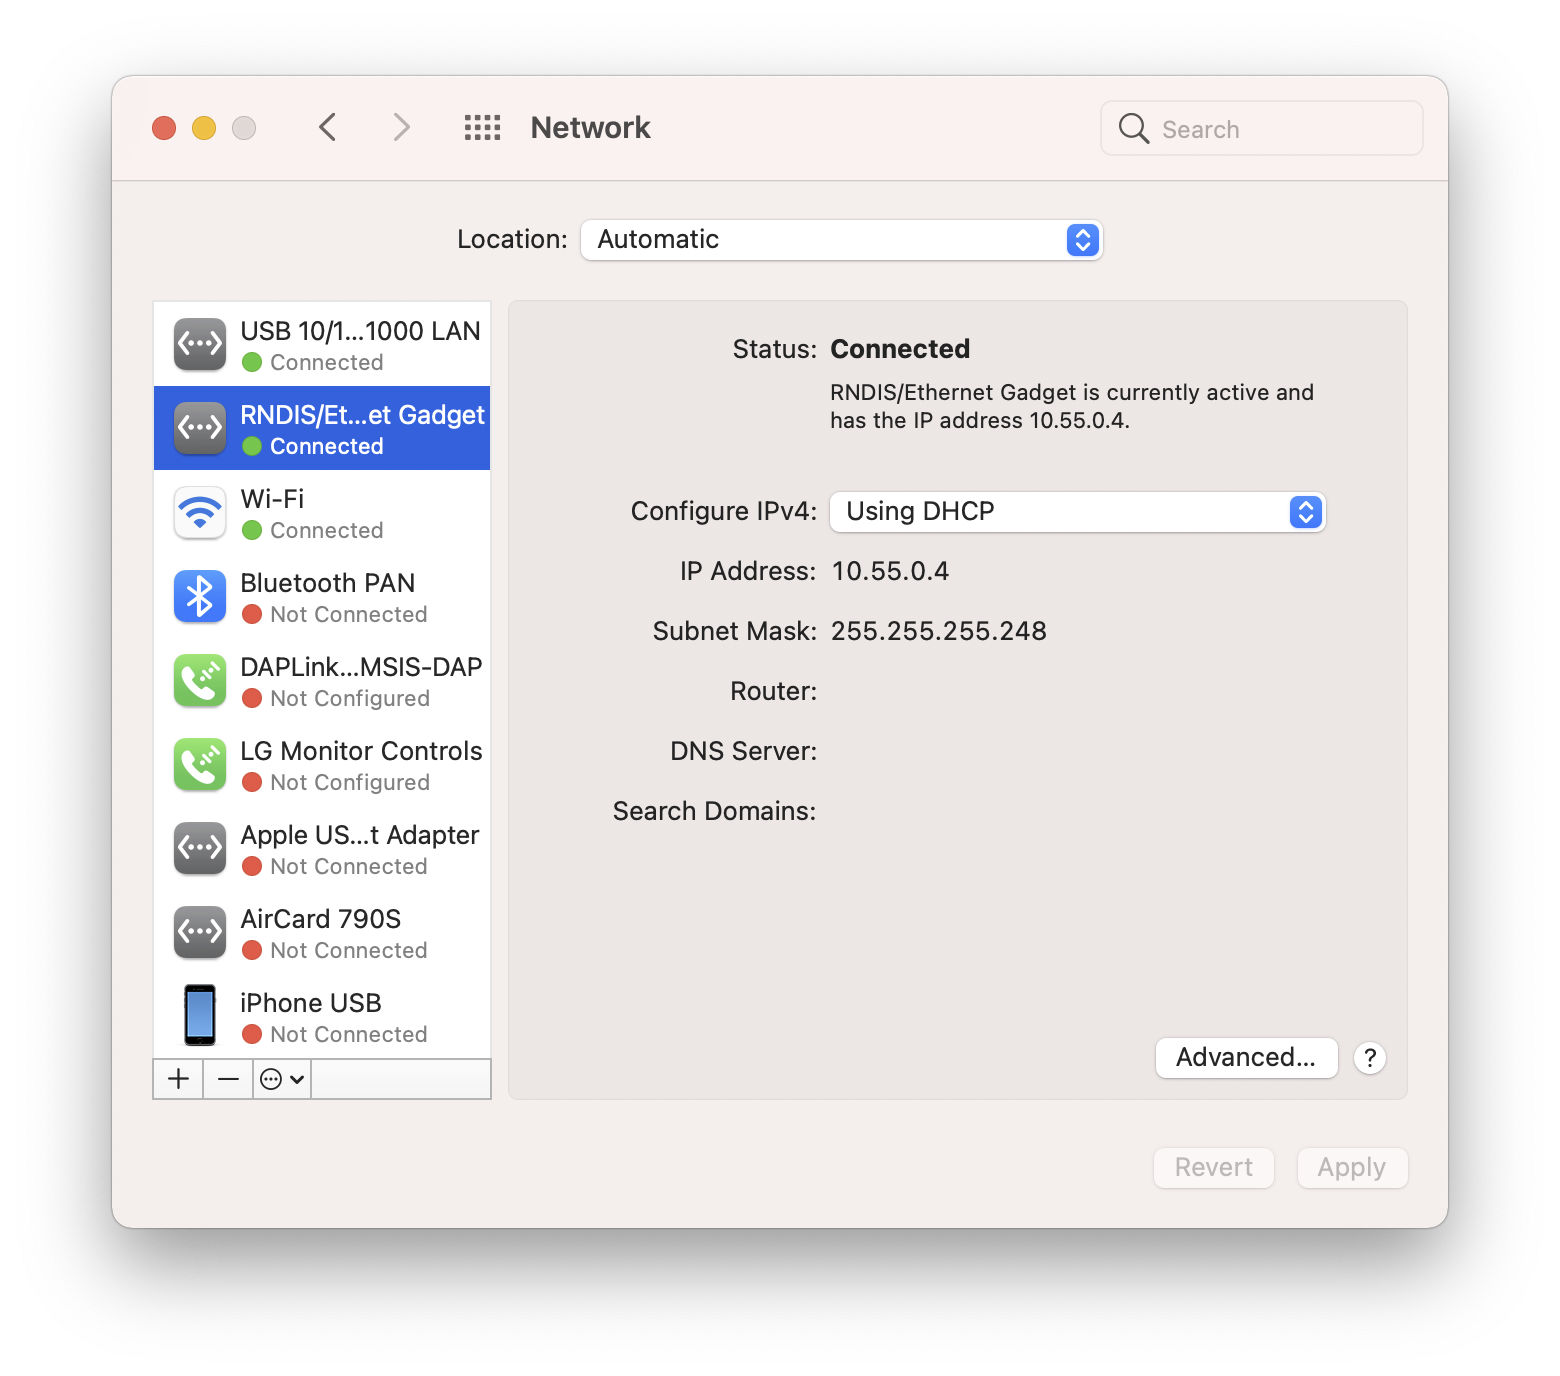 Network
Search
Location: Automatic
USB 10/1...1000 LAN
Connected
RNDIS/Et...et Gadget
Connected
Wi-Fi
Connected
Bluetooth PAN
Not Connected
DAPLink...MSIS-DAP
Not Configured
LG Monitor Controls
Not Configured
Apple US...t Adapter
Not Connected
AirCard 790S
Not Connected
iPhone USB
Not Connected
Status: Connected
RNDIS/Ethernet Gadget is currently active and
has the IP address 10.55.0.4.
Configure IPv4: Using DHCP
IP Address: 10.55.0.4
Subnet Mask: 255.255.255.248
Router:
DNS Server:
Search Domains:
Advanced... ?
Revert Apply